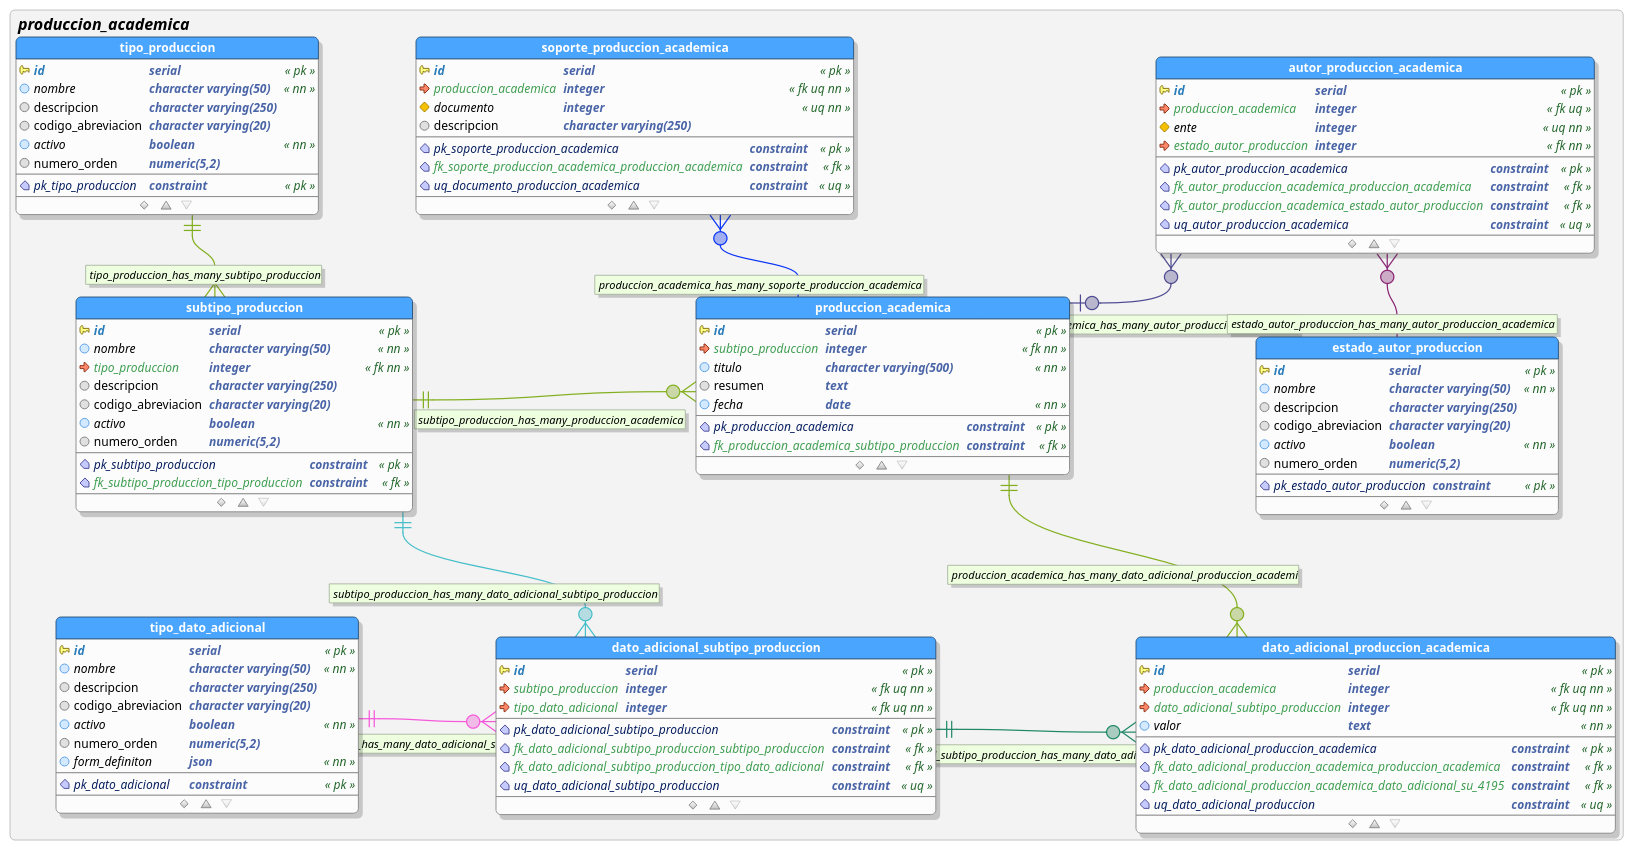 produccion_academica
tipo_produccion
id serial « pk »
nombre character varying(50) « nn »
descripcion character varying(250)
codigo_abreviacion character varying(20)
activo boolean « nn »
numero_orden numeric(5,2)
pk_tipo_produccion constraint « pk »
soporte_produccion_academica
id serial « pk »
produccion_academica integer « fk uq nn »
documento integer « uq nn »
descripcion character varying(250)
pk_soporte_produccion_academica constraint « pk »
fk_soporte_produccion_academica_produccion_academica constraint « fk »
uq_documento_produccion_academica constraint « uq »
autor_produccion_academica
id serial « pk »
produccion_academica integer « fk uq »
ente integer « uq nn »
estado_autor_produccion integer « fk nn »
pk_autor_produccion_academica constraint « pk »
fk_autor_produccion_academica_produccion_academica constraint « fk »
fk_autor_produccion_academica_estado_autor_produccion constraint « fk »
uq_autor_produccion_academica constraint « uq »
tipo_produccion_has_many_subtipo_produccion
produccion_academica_has_many_soporte_produccion_academica
subtipo_produccion
id serial « pk »
nombre character varying(50) « nn »
tipo_produccion integer « fk nn »
descripcion character varying(250)
codigo_abreviacion character varying(20)
activo boolean « nn »
numero_orden numeric(5,2)
pk_subtipo_produccion constraint « pk »
fk_subtipo_produccion_tipo_produccion constraint « fk »
subtipo_produccion_has_many_produccion_academica
produccion_academica
id serial « pk »
subtipo_produccion integer « fk nn »
titulo character varying(500) « nn »
resumen text
fecha date « nn »
pk_produccion_academica constraint « pk »
fk_produccion_academica_subtipo_produccion constraint « fk »
emica_has_many_autor_producci
estado_autor_produccion_has_many_autor_produccion_academica
estado_autor_produccion
id serial « pk »
nombre character varying(50) « nn »
descripcion character varying(250)
codigo_abreviacion character varying(20)
activo boolean « nn »
numero_orden numeric(5,2)
pk_estado_autor_produccion constraint « pk »
subtipo_produccion_has_many_dato_adicional_subtipo_produccion
produccion_academica_has_many_dato_adicional_produccion_academi
tipo_dato_adicional
id serial « pk »
nombre character varying(50) « nn »
descripcion character varying(250)
codigo_abreviacion character varying(20)
activo boolean « nn »
numero_orden numeric(5,2)
form_definiton json « nn »
pk_dato_adicional constraint « pk »
_has_many_dato_adicional_s
dato_adicional_subtipo_produccion
id serial « pk »
subtipo_produccion integer « fk uq nn »
tipo_dato_adicional integer « fk uq nn »
pk_dato_adicional_subtipo_produccion constraint « pk »
fk_dato_adicional_subtipo_produccion_subtipo_produccion constraint « fk »
fk_dato_adicional_subtipo_produccion_tipo_dato_adicional constraint « fk »
uq_dato_adicional_subtipo_produccion constraint « uq »
_subtipo_produccion_has_many_dato_adi
dato_adicional_produccion_academica
id serial « pk »
produccion_academica integer « fk uq nn »
dato_adicional_subtipo_produccion integer « fk uq nn »
valor text « nn »
pk_dato_adicional_produccion_academica constraint « pk »
fk_dato_adicional_produccion_academica_produccion_academica constraint « fk »
fk_dato_adicional_produccion_academica_dato_adicional_su_4195 constraint « fk »
uq_dato_adicional_produccion constraint « uq »